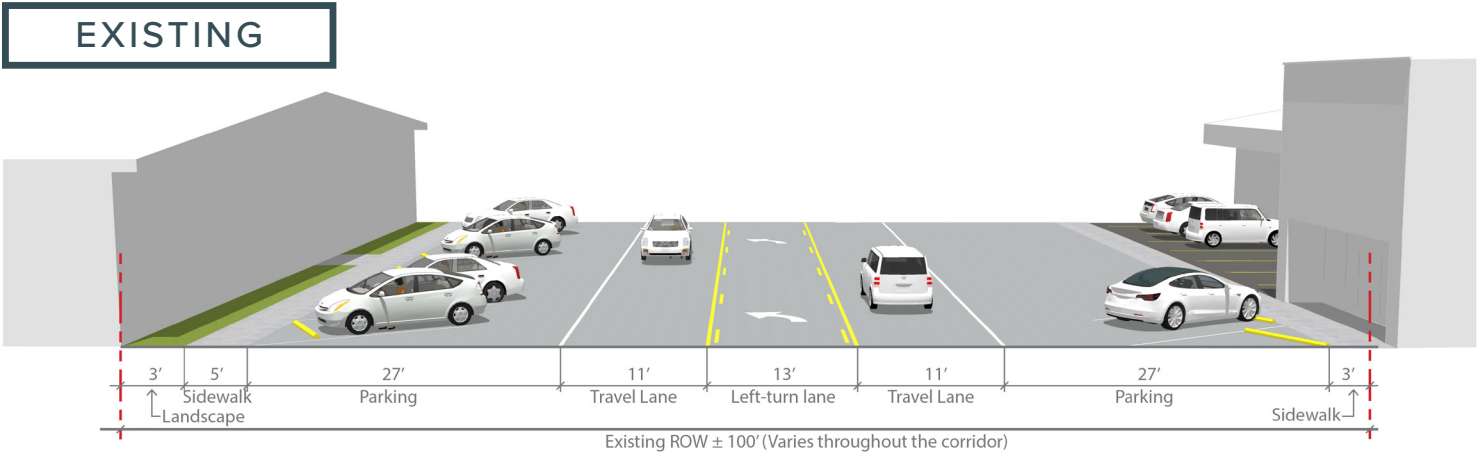 EXISTING
3’ 5’ 27’ 11’ 13’ 11’ 27’ 3’
Sidewalk Parking Travel Lane Left-turn lane Travel Lane Parking
Landscape Sidewalk
Existing ROW ± 100’ (Varies throughout the corridor)